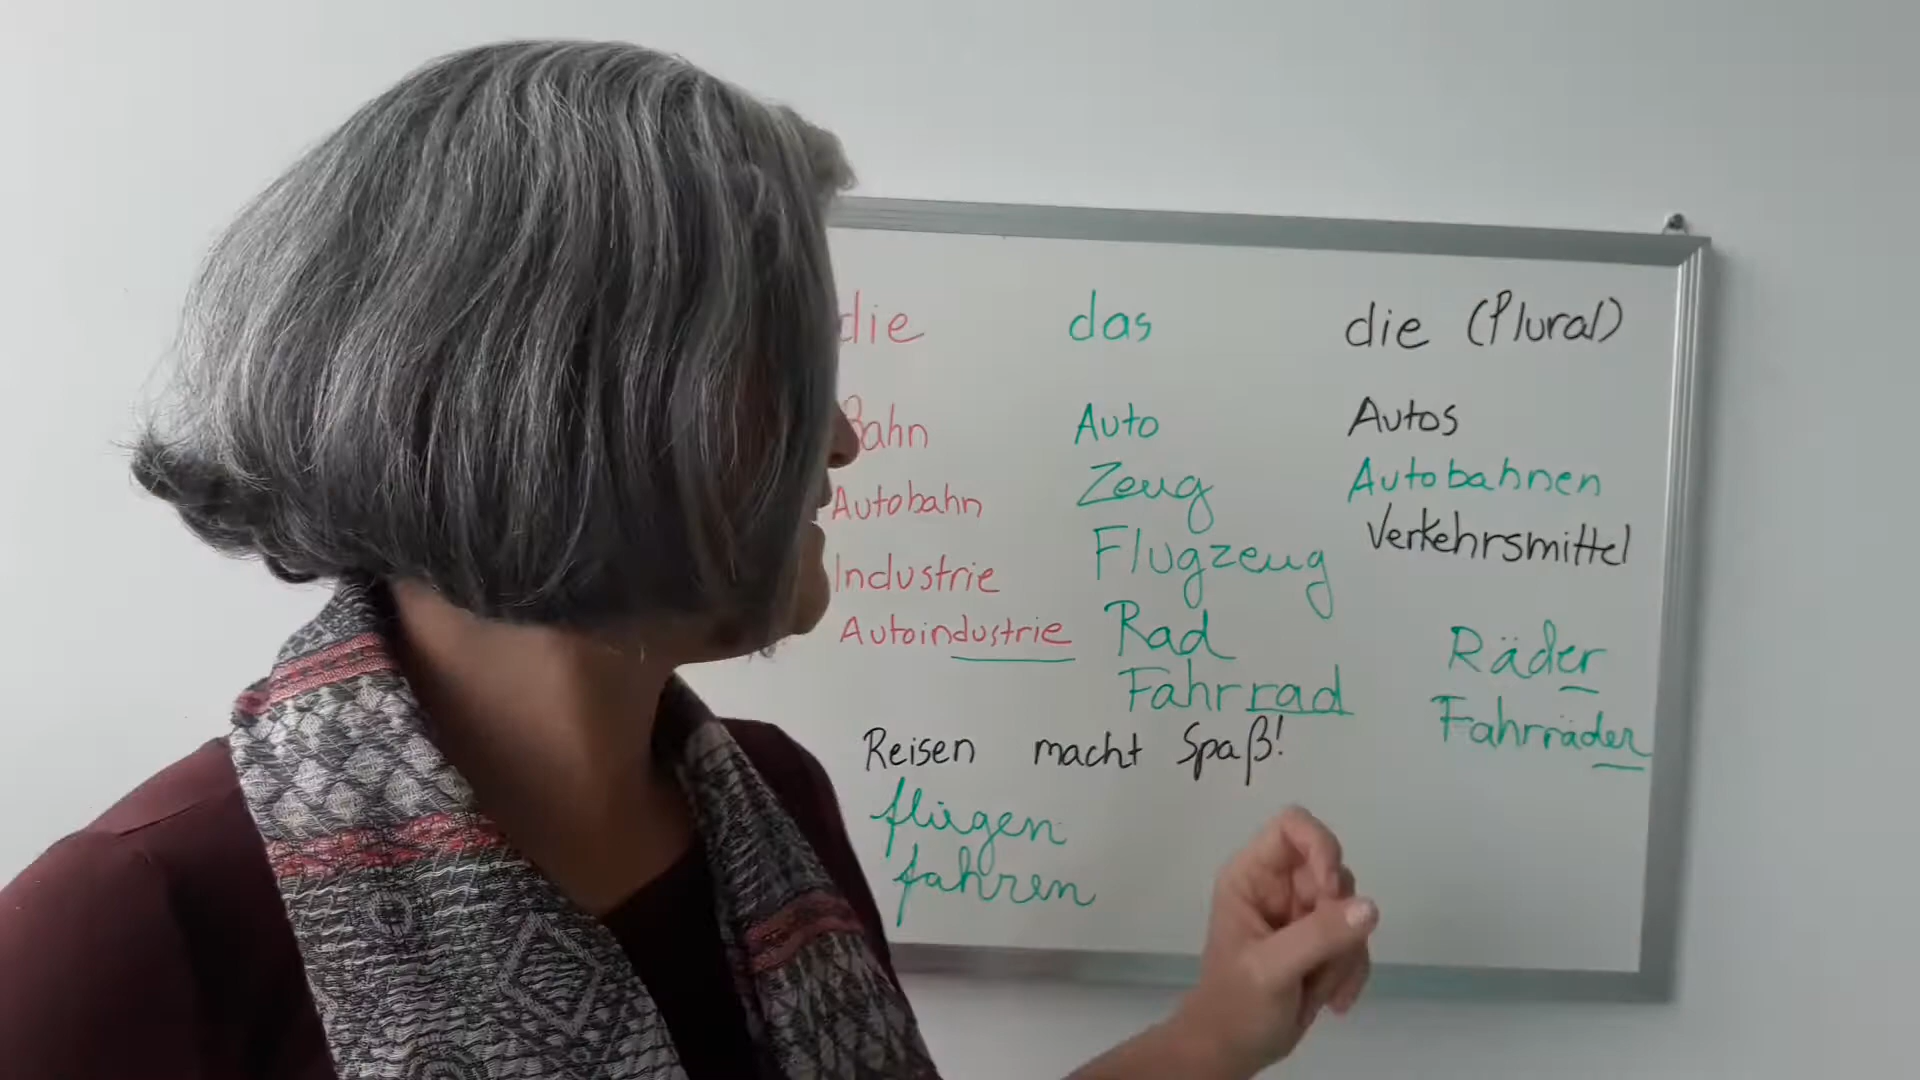 die das die (Plural)
Bahn Auto Autos
Autobahn Zeug Autobahnen
Industrie Flugzeug Verkehrsmittel
Autoindustrie Rad Räder
Fahrrad Fahrräder
Reisen macht Spaß!
fliegen
fahren